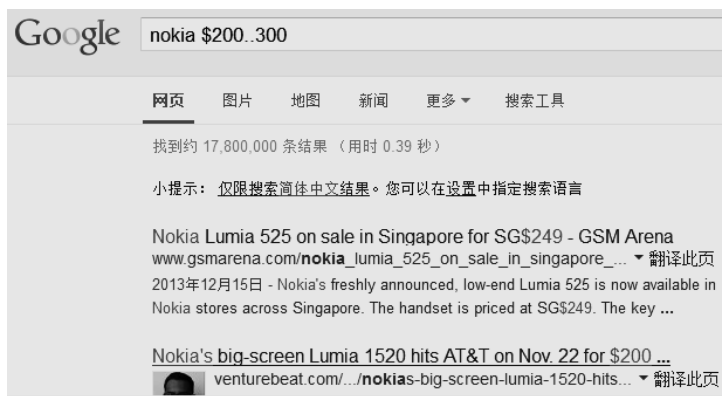 Google nokia $200..300
网页 图片 地图 新闻 更多 搜索工具
找到约 17,800,000 条结果 （用时 0.39 秒）
小提示： 仅限搜索简体中文结果。您可以在设置中指定搜索语言
Nokia Lumia 525 on sale in Singapore for SG$249 - GSM Arena
www.gsmarena.com/nokia_lumia_525_on_sale_in_singapore_... 翻译此页
2013年12月15日 - Nokia's freshly announced, low-end Lumia 525 is now available in
Nokia stores across Singapore. The handset is priced at SG$249. The key ...
Nokia's big-screen Lumia 1520 hits AT&T on Nov. 22 for $200 ...
venturebeat.com/.../nokias-big-screen-lumia-1520-hits... 翻译此页